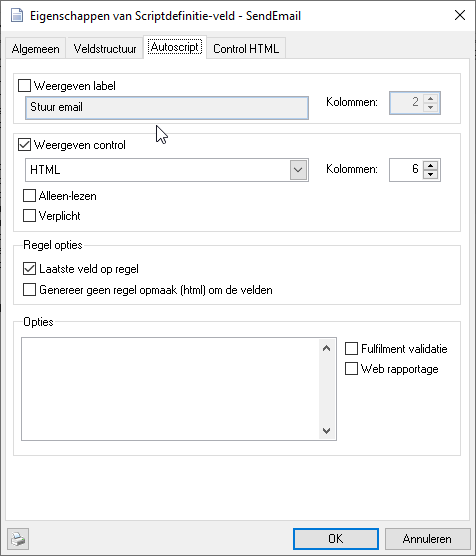 Eigenschappen van Scriptdefinitie-veld - SendEmail
Algemeen Veldstructuur Autoscript Control HTML
Weergeven label
Stuur email Kolommen: 2
Weergeven control
HTML Kolommen: 6
Alleen-lezen
Verplicht
Regel opties
Laatste veld op regel
Genereer geen regel opmaak (html) om de velden
Opties
Fulfilment validatie
Web rapportage
OK Annuleren